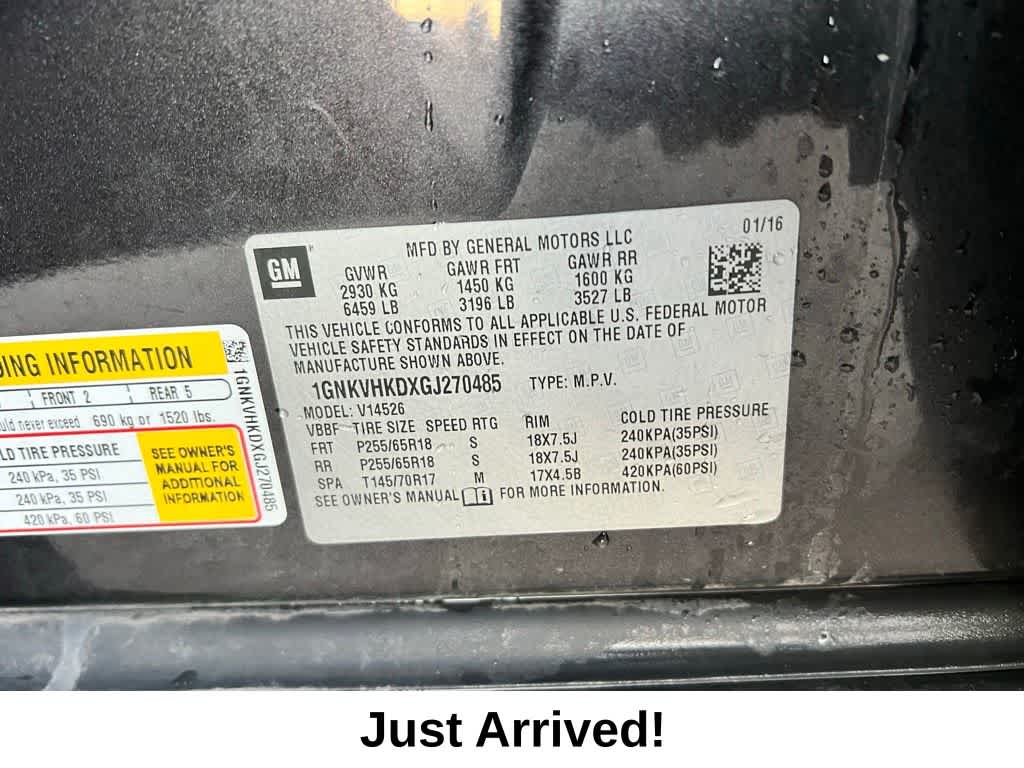 GM
MFD BY GENERAL MOTORS LLC
01/16
GVWR GAWR FRT GAWR RR
2930 KG 1450 KG 1600 KG
6459 LB 3196 LB 3527 LB
THIS VEHICLE CONFORMS TO ALL APPLICABLE U.S. FEDERAL MOTOR
VEHICLE SAFETY STANDARDS IN EFFECT ON THE DATE OF
MANUFACTURE SHOWN ABOVE.
1GNKVHKDXGJ270485 TYPE: M.P.V.
MODEL: V14526
VBBF TIRE SIZE SPEED RTG RIM COLD TIRE PRESSURE
FRT P255/65R18 S 18X7.5J 240KPA(35PSI)
RR P255/65R18 S 18X7.5J 240KPA(35PSI)
SPA T145/70R17 M 17X4.5B 420KPA(60PSI)
SEE OWNER'S MANUAL FOR MORE INFORMATION.
DING INFORMATION
FRONT 2 REAR 5
uld never exceed 690 kg or 1520 lbs.
LD TIRE PRESSURE
240 kPa, 35 PSI
240 kPa, 35 PSI
420 kPa, 60 PSI
SEE OWNER'S
MANUAL FOR
ADDITIONAL
INFORMATION
1GNKVHKDXGJ270485
Just Arrived!